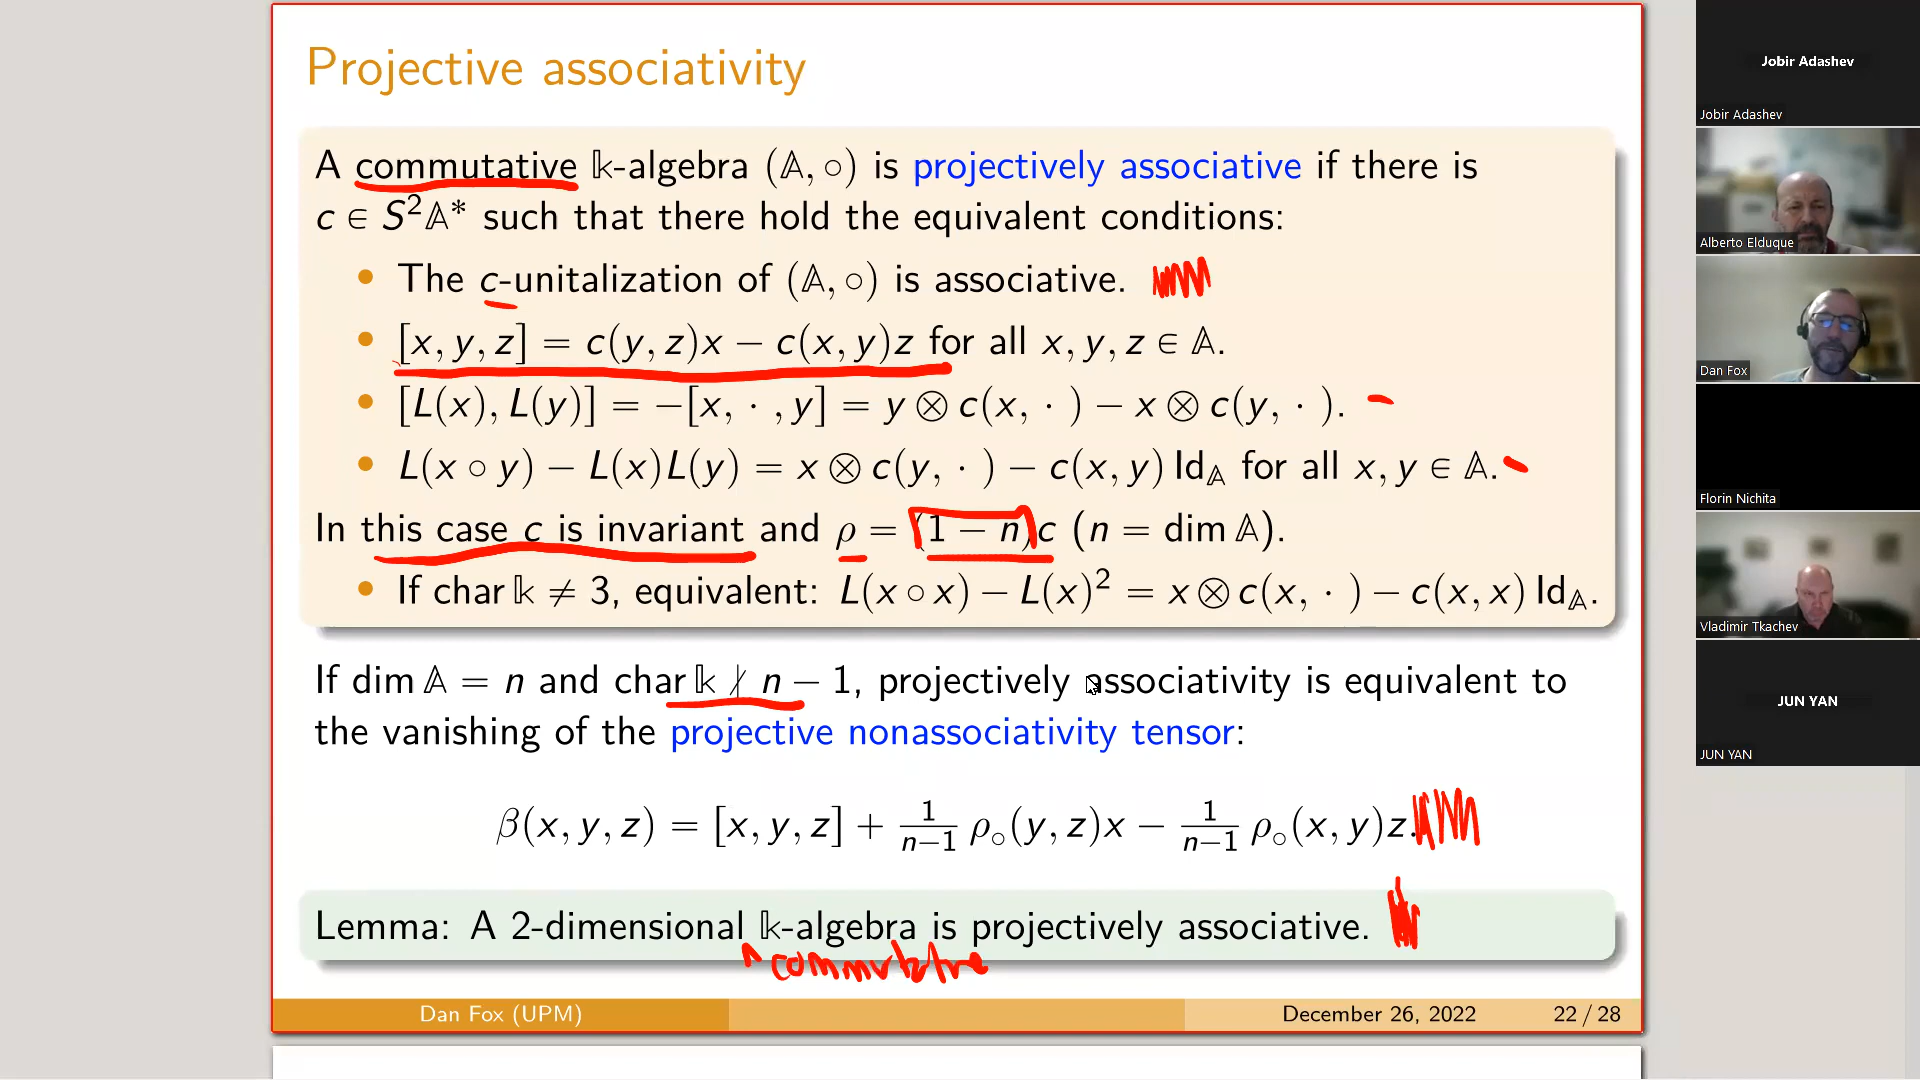 Projective associativity
A commutative 𝕜-algebra (𝔸, ∘) is projectively associative if there is
c ∈ S²𝔸* such that there hold the equivalent conditions:
• The c-unitalization of (𝔸, ∘) is associative.
• [x, y, z] = c(y, z)x − c(x, y)z for all x, y, z ∈ 𝔸.
• [L(x), L(y)] = −[x, · , y] = y ⊗ c(x, · ) − x ⊗ c(y, · ).
• L(x ∘ y) − L(x)L(y) = x ⊗ c(y, · ) − c(x, y) Id_𝔸 for all x, y ∈ 𝔸.
In this case c is invariant and ρ = (1 − n)c (n = dim 𝔸).
• If char 𝕜 ≠ 3, equivalent: L(x ∘ x) − L(x)² = x ⊗ c(x, · ) − c(x, x) Id_𝔸.
If dim 𝔸 = n and char 𝕜 ∤ n − 1, projectively associativity is equivalent to
the vanishing of the projective nonassociativity tensor:
β(x, y, z) = [x, y, z] + 1/(n−1) ρ∘(y, z)x − 1/(n−1) ρ∘(x, y)z.
Lemma: A 2-dimensional 𝕜-algebra is projectively associative.
^ commutative
Dan Fox (UPM)
December 26, 2022
22 / 28
Jobir Adashev
Jobir Adashev
Alberto Elduque
Dan Fox
Florin Nichita
Vladimir Tkachev
JUN YAN
JUN YAN